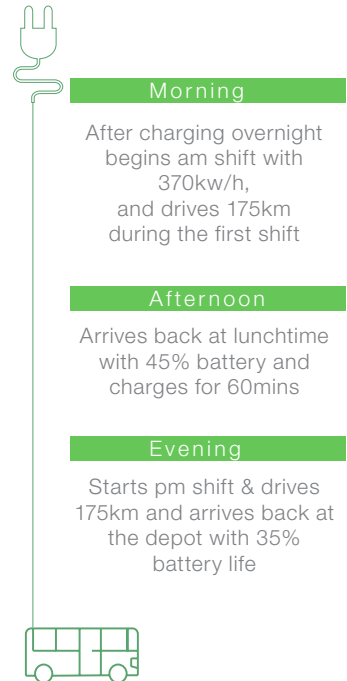 Morning
After charging overnight
begins am shift with
370kw/h,
and drives 175km
during the first shift
Afternoon
Arrives back at lunchtime
with 45% battery and
charges for 60mins
Evening
Starts pm shift & drives
175km and arrives back at
the depot with 35%
battery life